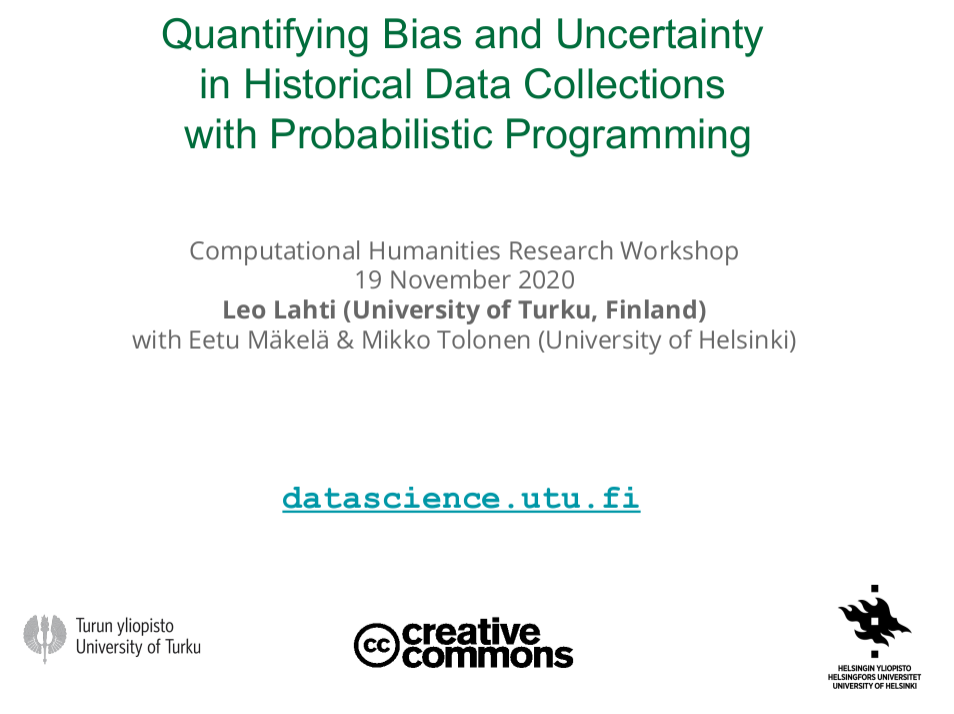 Quantifying Bias and Uncertainty
in Historical Data Collections
with Probabilistic Programming
Computational Humanities Research Workshop
19 November 2020
Leo Lahti (University of Turku, Finland)
with Eetu Mäkelä & Mikko Tolonen (University of Helsinki)
datascience.utu.fi
Turun yliopisto
University of Turku
cc creative
commons
HELSINGIN YLIOPISTO
HELSINGFORS UNIVERSITET
UNIVERSITY OF HELSINKI